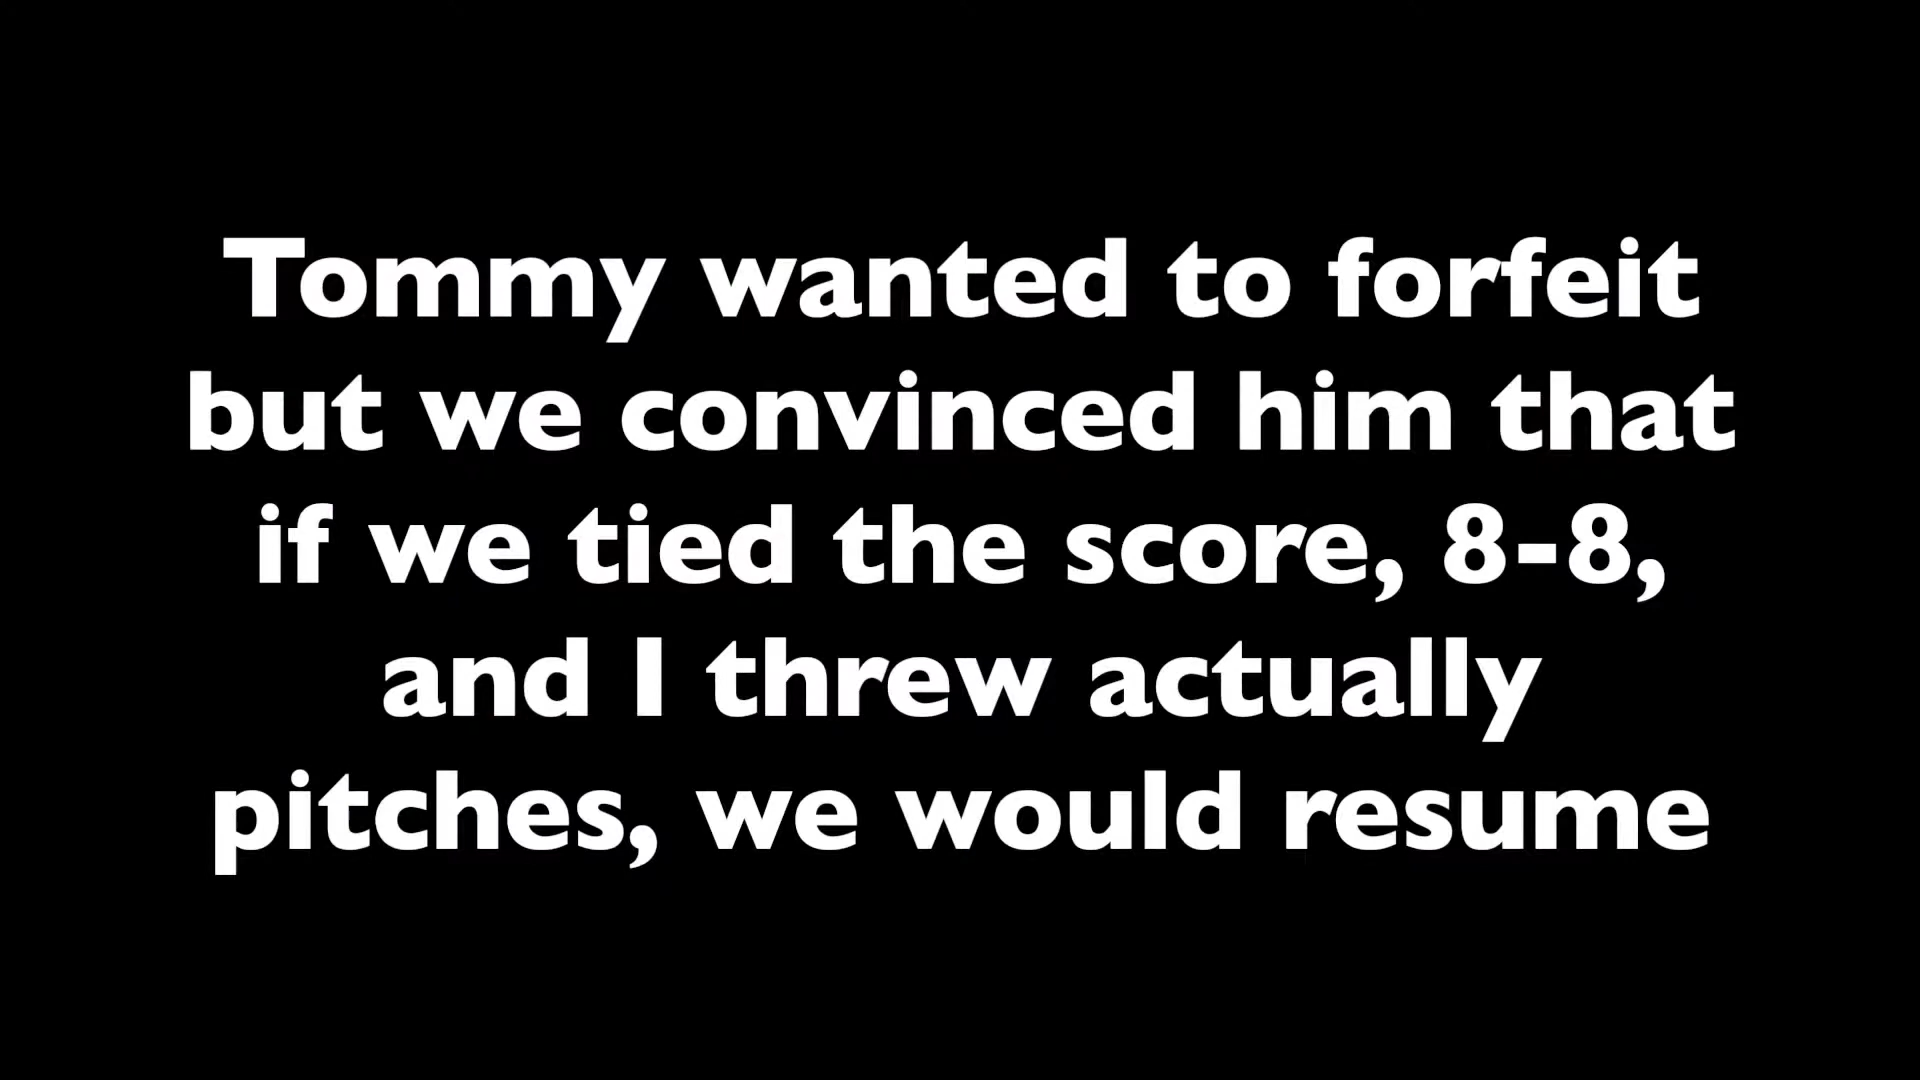 Tommy wanted to forfeit
but we convinced him that
if we tied the score, 8-8,
and I threw actually
pitches, we would resume